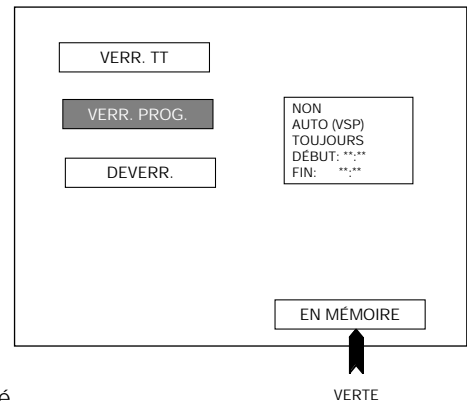 VERR. TT
VERR. PROG.
DEVERR.
NON
AUTO (VSP)
TOUJOURS
DÉBUT: **:**
FIN: **:**
EN MÉMOIRE
VERTE